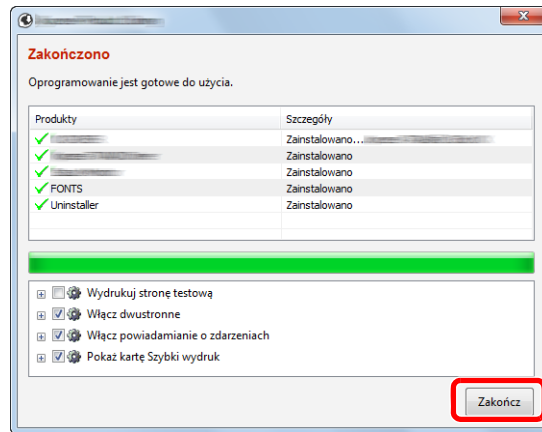 Zakończono
Oprogramowanie jest gotowe do użycia.
Produkty Szczegóły
Zainstalowano...
Zainstalowano
Zainstalowano
FONTS Zainstalowano
Uninstaller Zainstalowano
Wydrukuj stronę testową
Włącz dwustronne
Włącz powiadamianie o zdarzeniach
Pokaż kartę Szybki wydruk
Zakończ